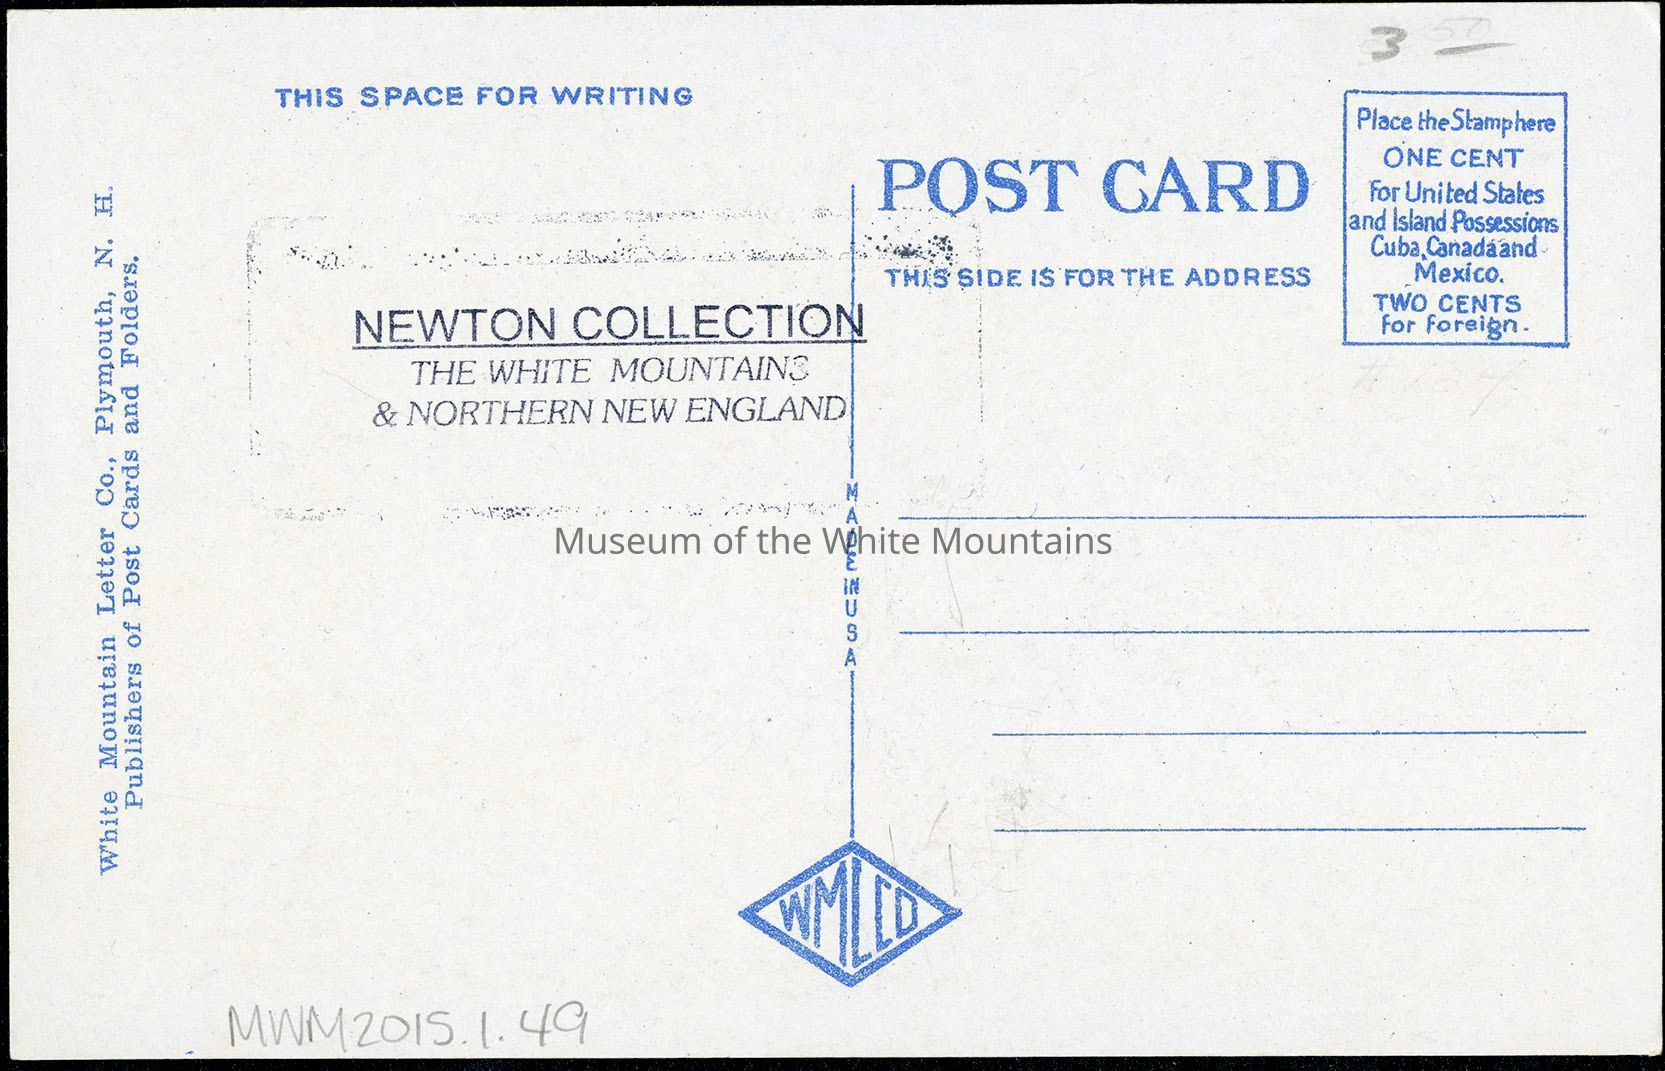 3 50
THIS SPACE FOR WRITING
Place the Stamp here
ONE CENT
for United States
and Island Possessions
Cuba, Canada and
Mexico.
TWO CENTS
for foreign.
POST CARD
THIS SIDE IS FOR THE ADDRESS
NEWTON COLLECTION
THE WHITE MOUNTAINS
& NORTHERN NEW ENGLAND
White Mountain Letter Co., Plymouth, N. H.
Publishers of Post Cards and Folders.
MADE IN USA
Museum of the White Mountains
WMLCO
MWM2015.1.49